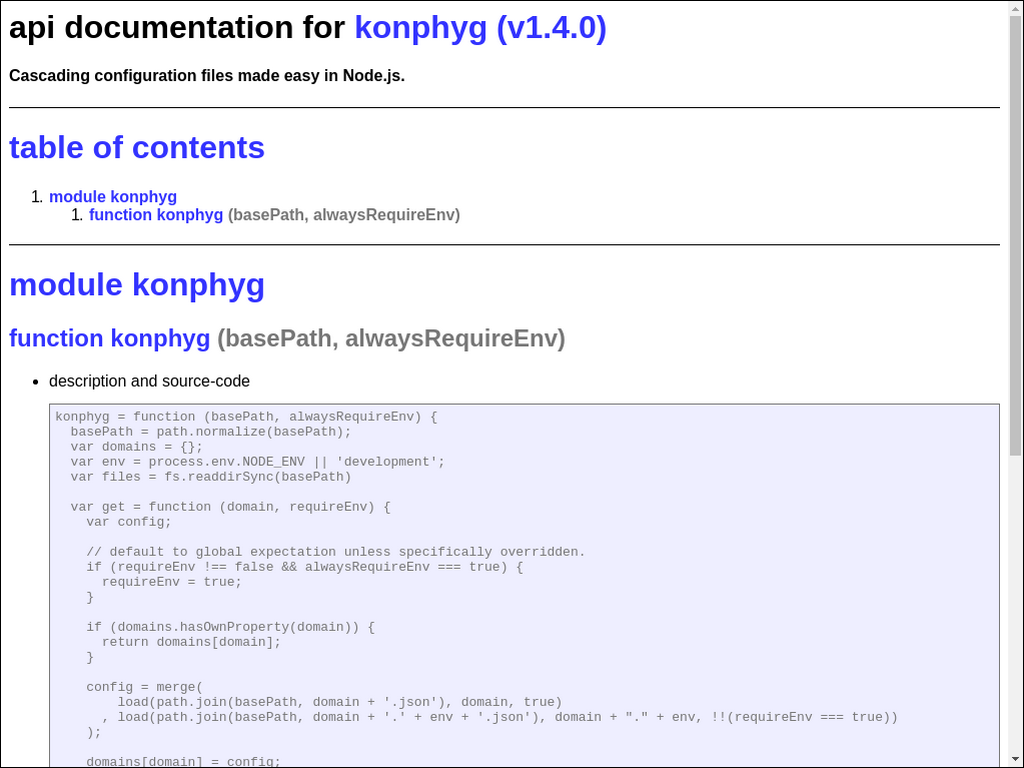 api documentation for konphyg (v1.4.0)
Cascading configuration files made easy in Node.js.
table of contents
1. module konphyg
1. function konphyg (basePath, alwaysRequireEnv)
module konphyg
function konphyg (basePath, alwaysRequireEnv)
• description and source-code
konphyg = function (basePath, alwaysRequireEnv) {
  basePath = path.normalize(basePath);
  var domains = {};
  var env = process.env.NODE_ENV || 'development';
  var files = fs.readdirSync(basePath)

  var get = function (domain, requireEnv) {
    var config;

    // default to global expectation unless specifically overridden.
    if (requireEnv !== false && alwaysRequireEnv === true) {
      requireEnv = true;
    }

    if (domains.hasOwnProperty(domain)) {
      return domains[domain];
    }

    config = merge(
        load(path.join(basePath, domain + '.json'), domain, true)
      , load(path.join(basePath, domain + '.' + env + '.json'), domain + "." + env, !!(requireEnv === true))
    );

    domains[domain] = config;